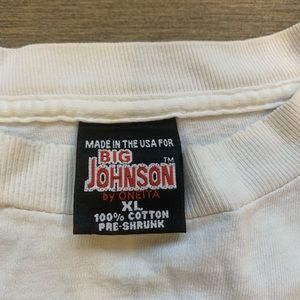 MADE IN THE USA FOR
BIG
JOHNSON™
by ONEITA
XL
100% COTTON
PRE-SHRUNK